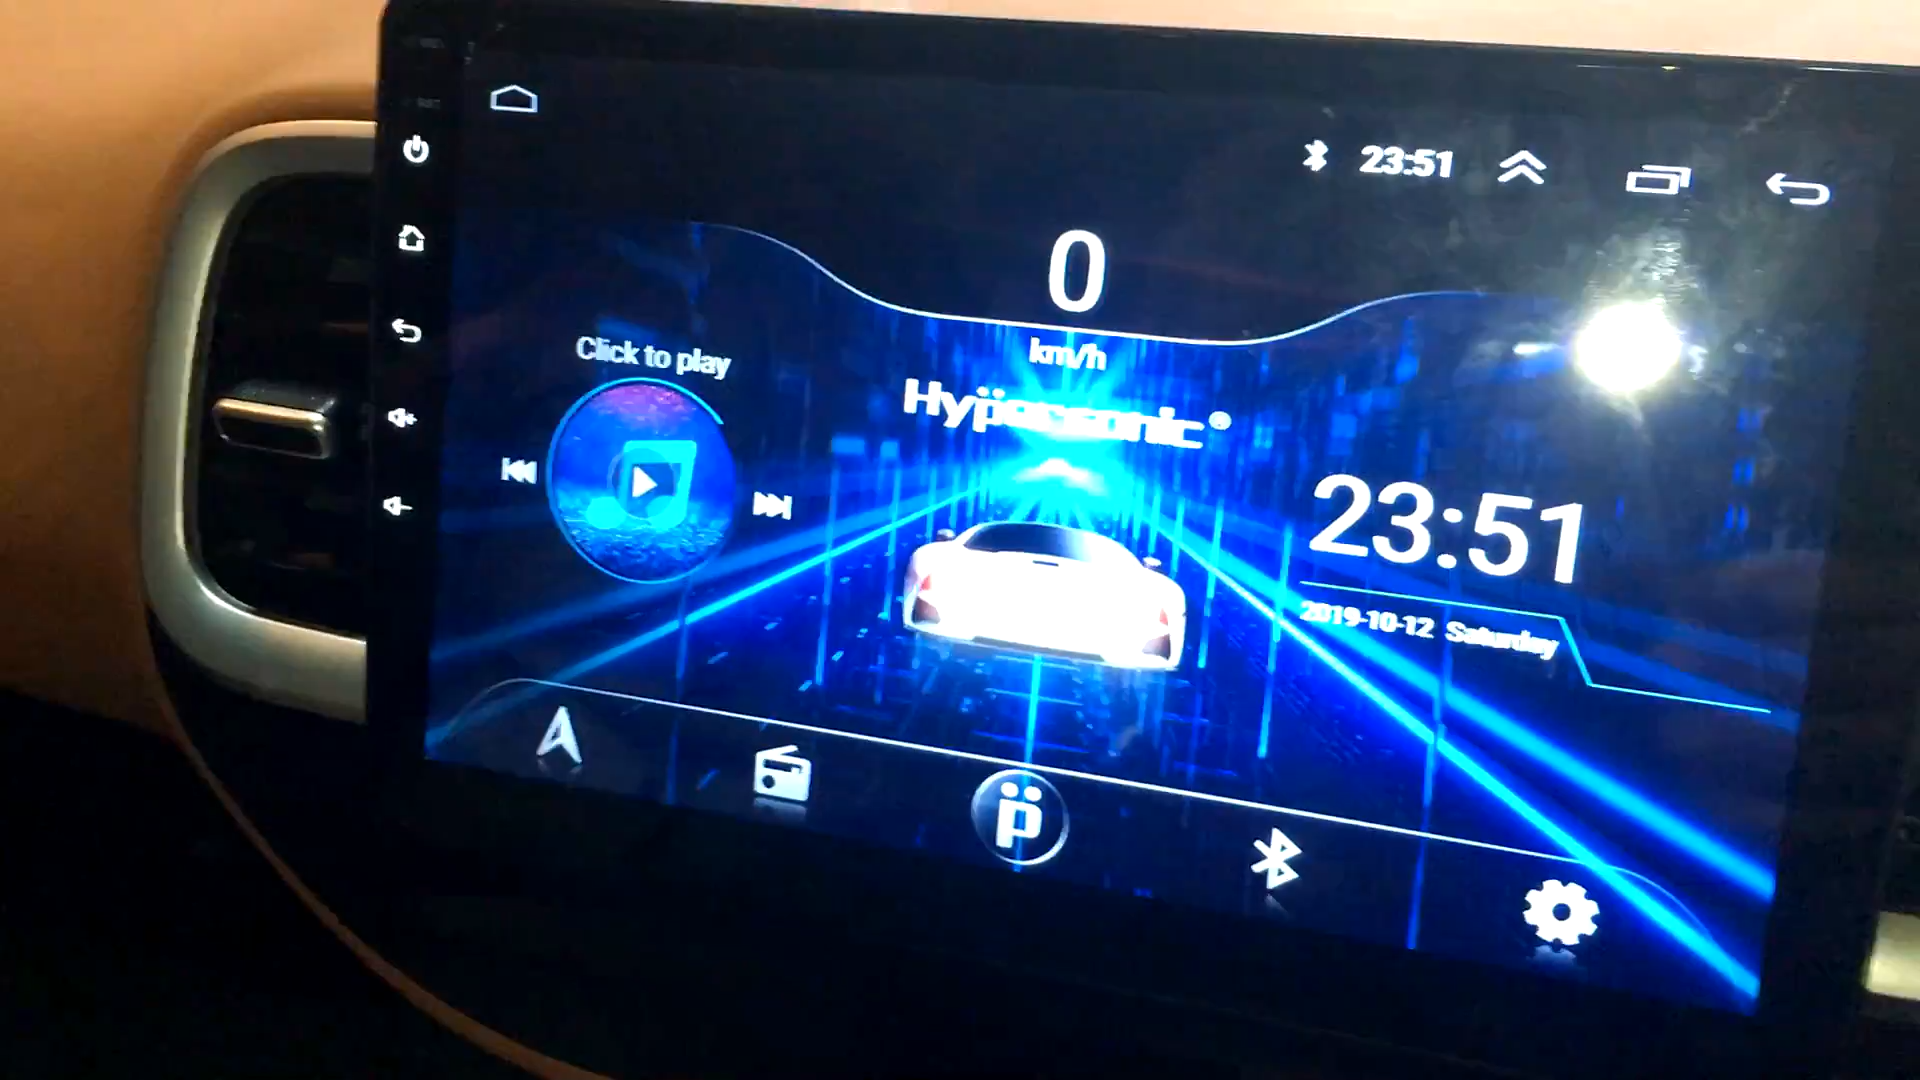 23:51
0
km/h
Click to play
Hypersonic®
23:51
2019-10-12 Saturday
p̈